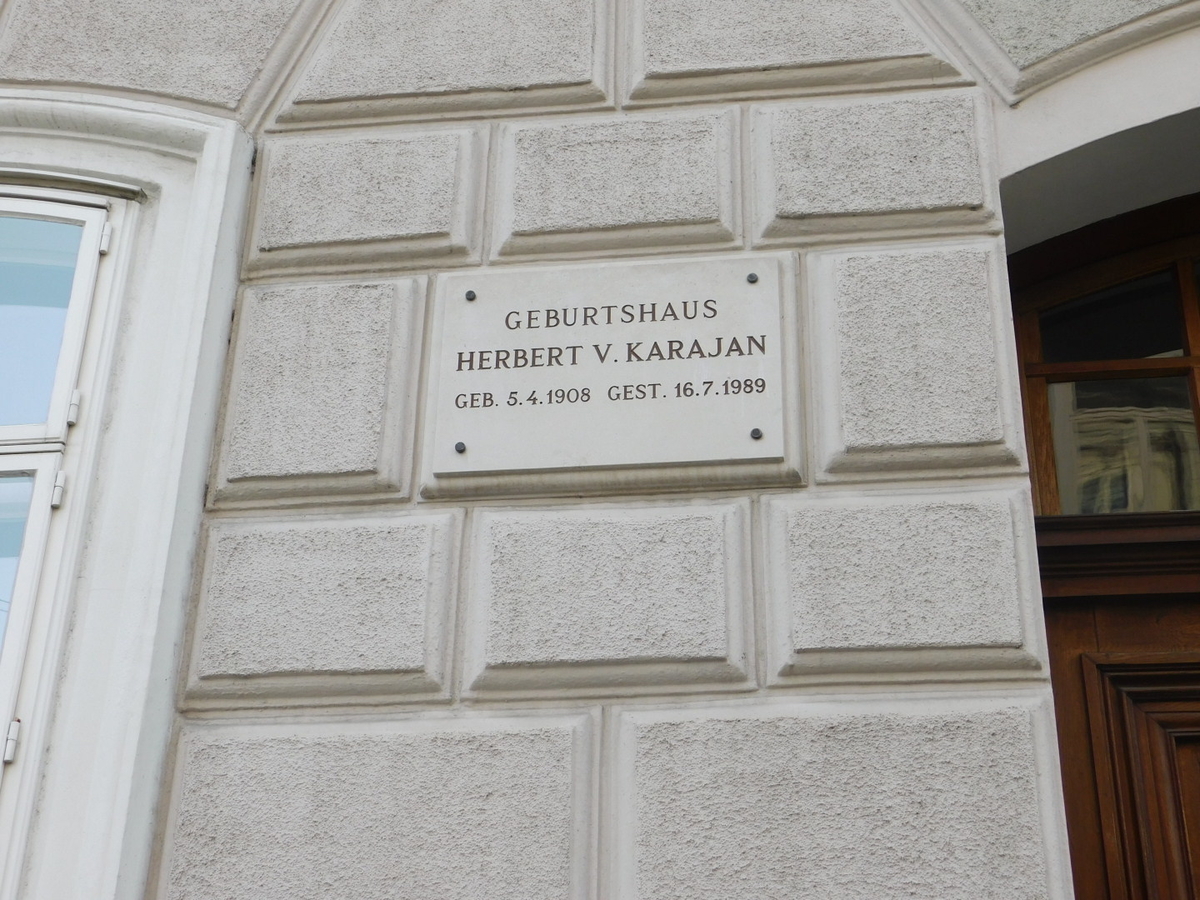 GEBURTSHAUS
HERBERT V. KARAJAN
GEB. 5.4.1908 GEST. 16.7.1989